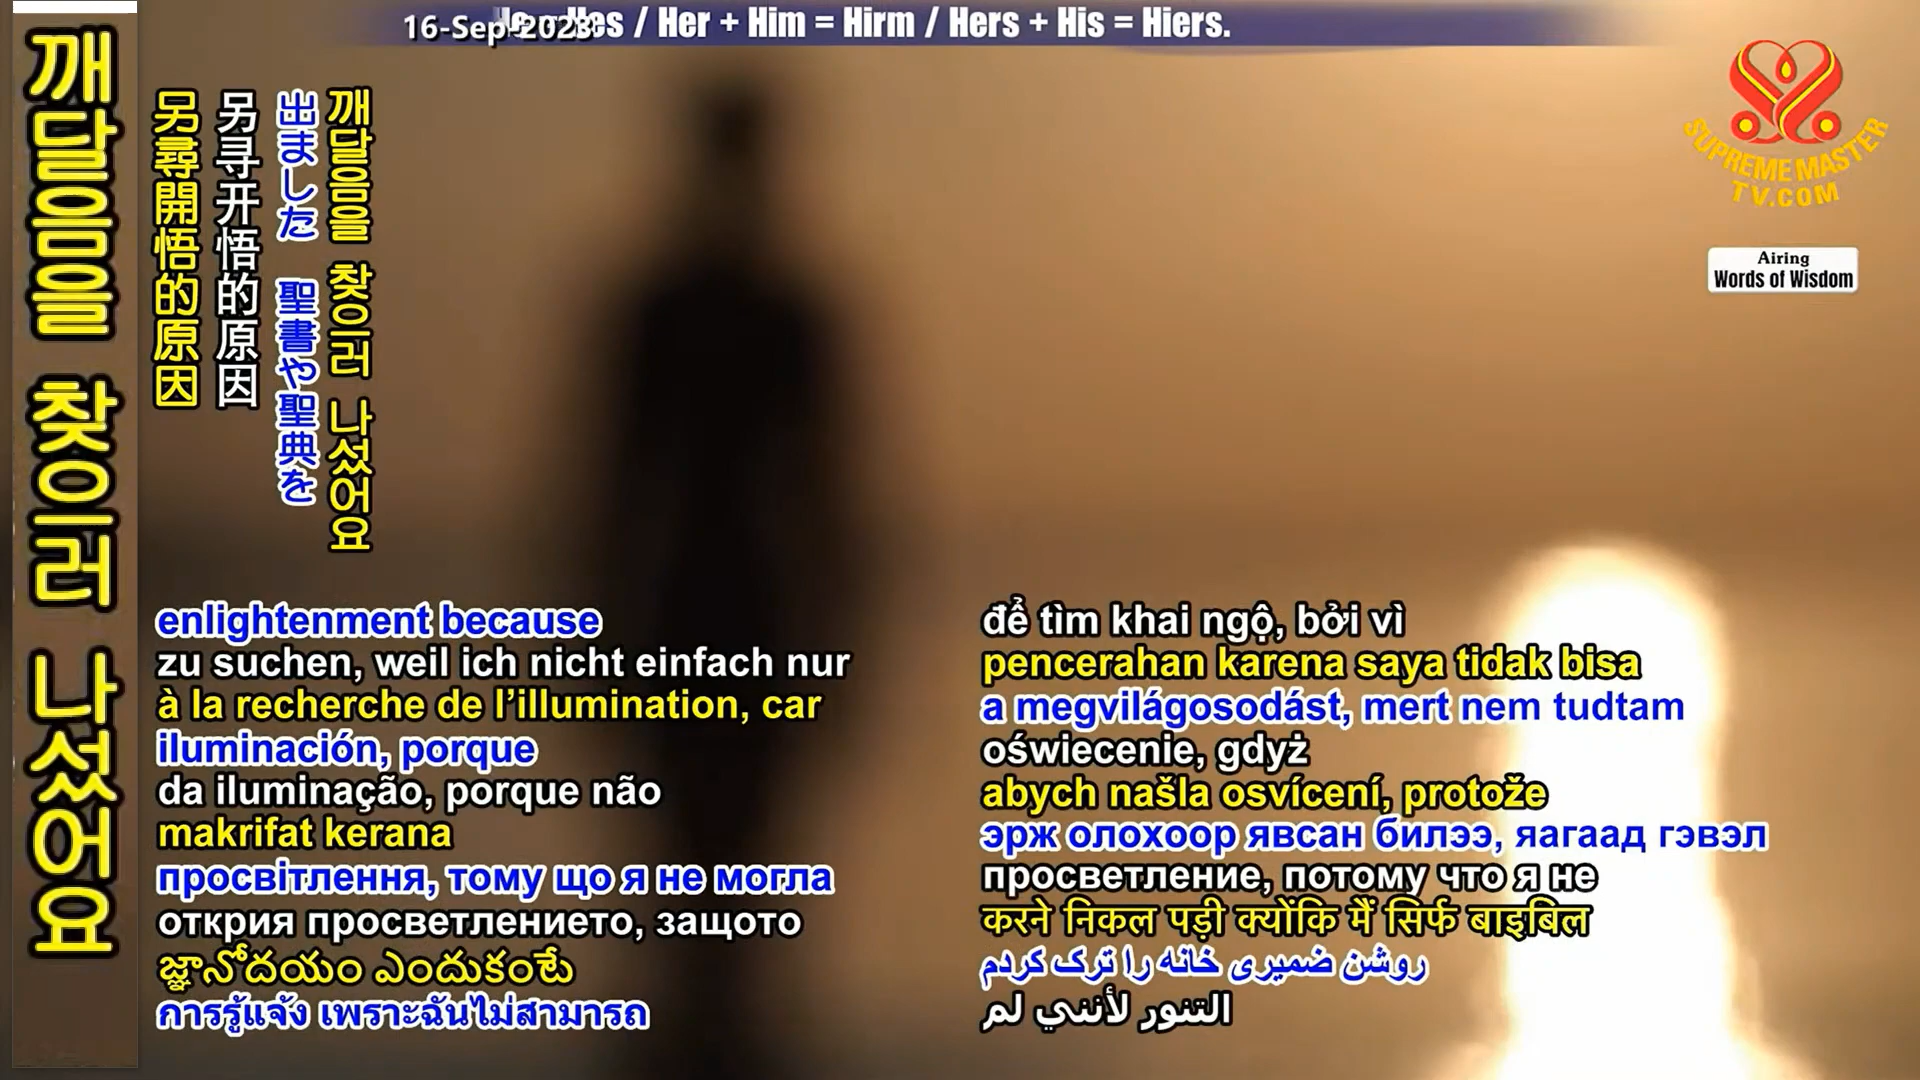 16-Sep-2023
/ Her + Him = Hirm / Hers + His = Hiers.
SUPREME MASTER
TV.COM
Airing
Words of Wisdom
깨달음을 찾으러 나섰어요
另尋開悟的原因
另寻开悟的原因
出ました 聖書や聖典を
깨달음을 찾으러 나섰어요
enlightenment because
zu suchen, weil ich nicht einfach nur
à la recherche de l’illumination, car
iluminación, porque
da iluminação, porque não
makrifat kerana
просвітлення, тому що я не могла
открия просветлението, защото
జ్ఞానోదయం ఎందుకంటే
การรู้แจ้ง เพราะฉันไม่สามารถ
để tìm khai ngộ, bởi vì
pencerahan karena saya tidak bisa
a megvilágosodást, mert nem tudtam
oświecenie, gdyż
abych našla osvícení, protože
эрж олохоор явсан билээ, яагаад гэвэл
просветление, потому что я не
करने निकल पड़ी क्योंकि मैं सिर्फ बाइबिल
روشن ضمیری خانه را ترک کردم
التنور لأنني لم